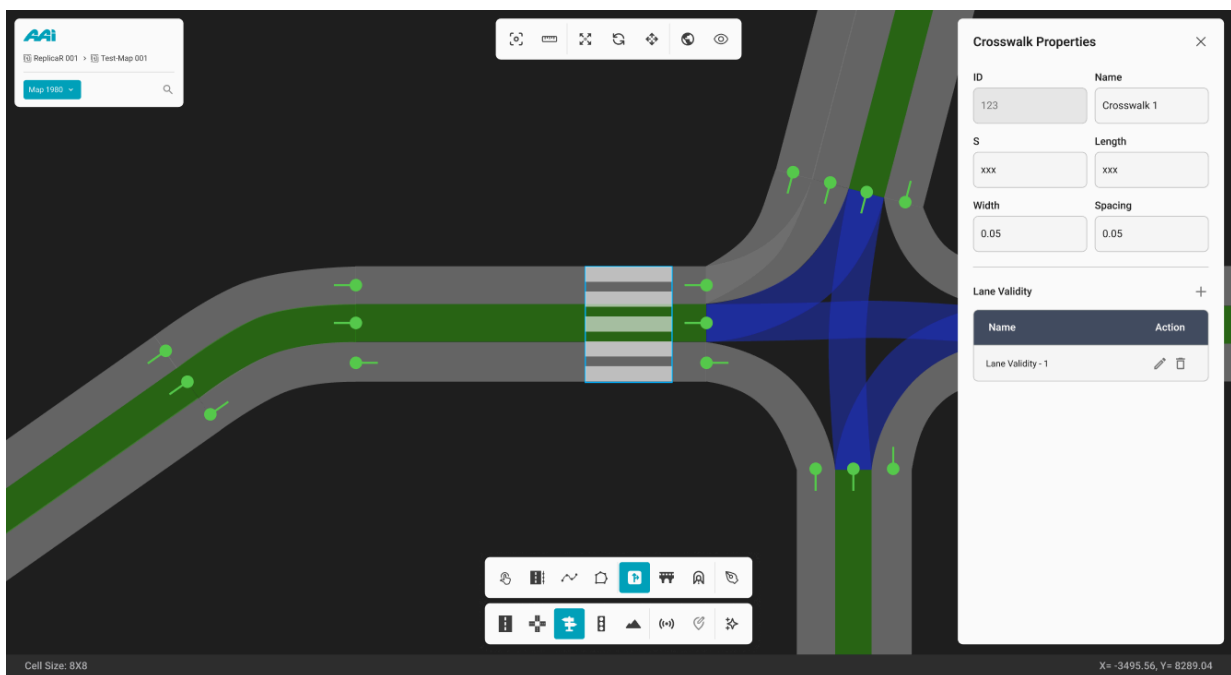 AAi
ReplicaR 001 > Test-Map 001
Map 1980
Crosswalk Properties
ID
Name
123
Crosswalk 1
S
Length
xxx
xxx
Width
Spacing
0.05
0.05
Lane Validity
Name
Action
Lane Validity - 1
Cell Size: 8X8
X= -3495.56, Y= 8289.04